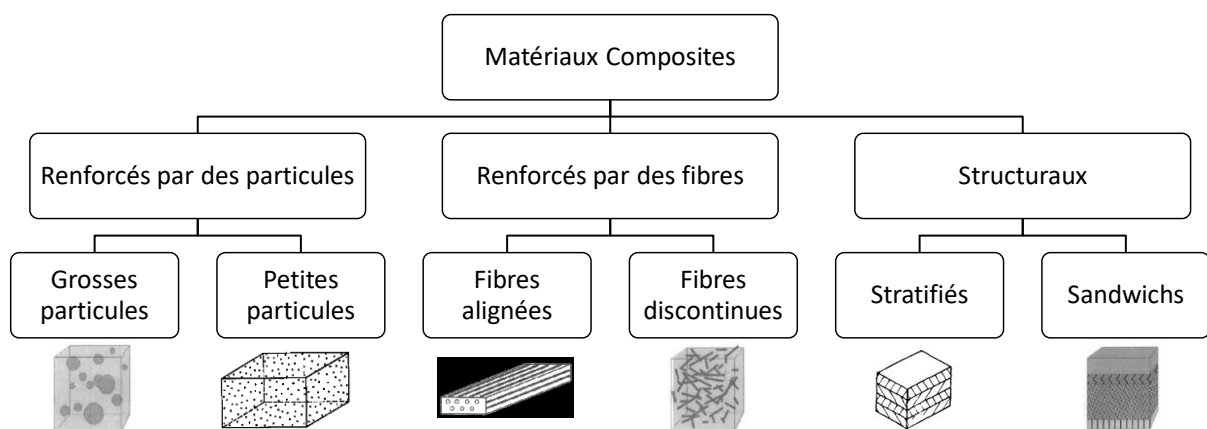 Matériaux Composites
Renforcés par des particules
Renforcés par des fibres
Structuraux
Grosses
particules
Petites
particules
Fibres
alignées
Fibres
discontinues
Stratifiés
Sandwichs